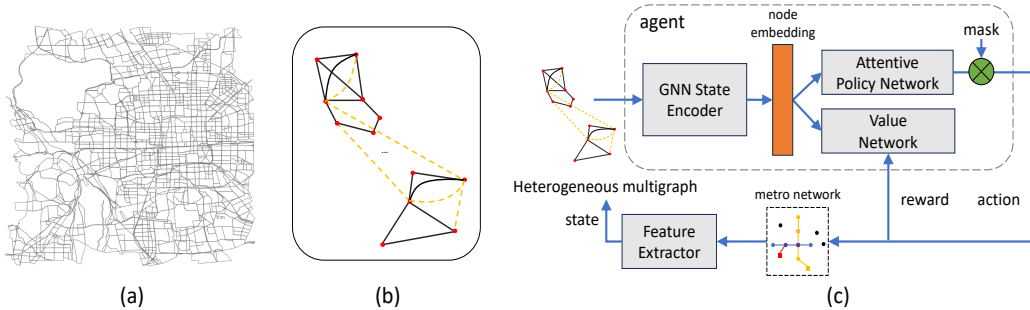 (a)
...
(b)
agent
node
embedding
mask
GNN State
Encoder
Attentive
Policy Network
Value
Network
Heterogeneous multigraph
state
Feature
Extractor
metro network
reward
action
(c)